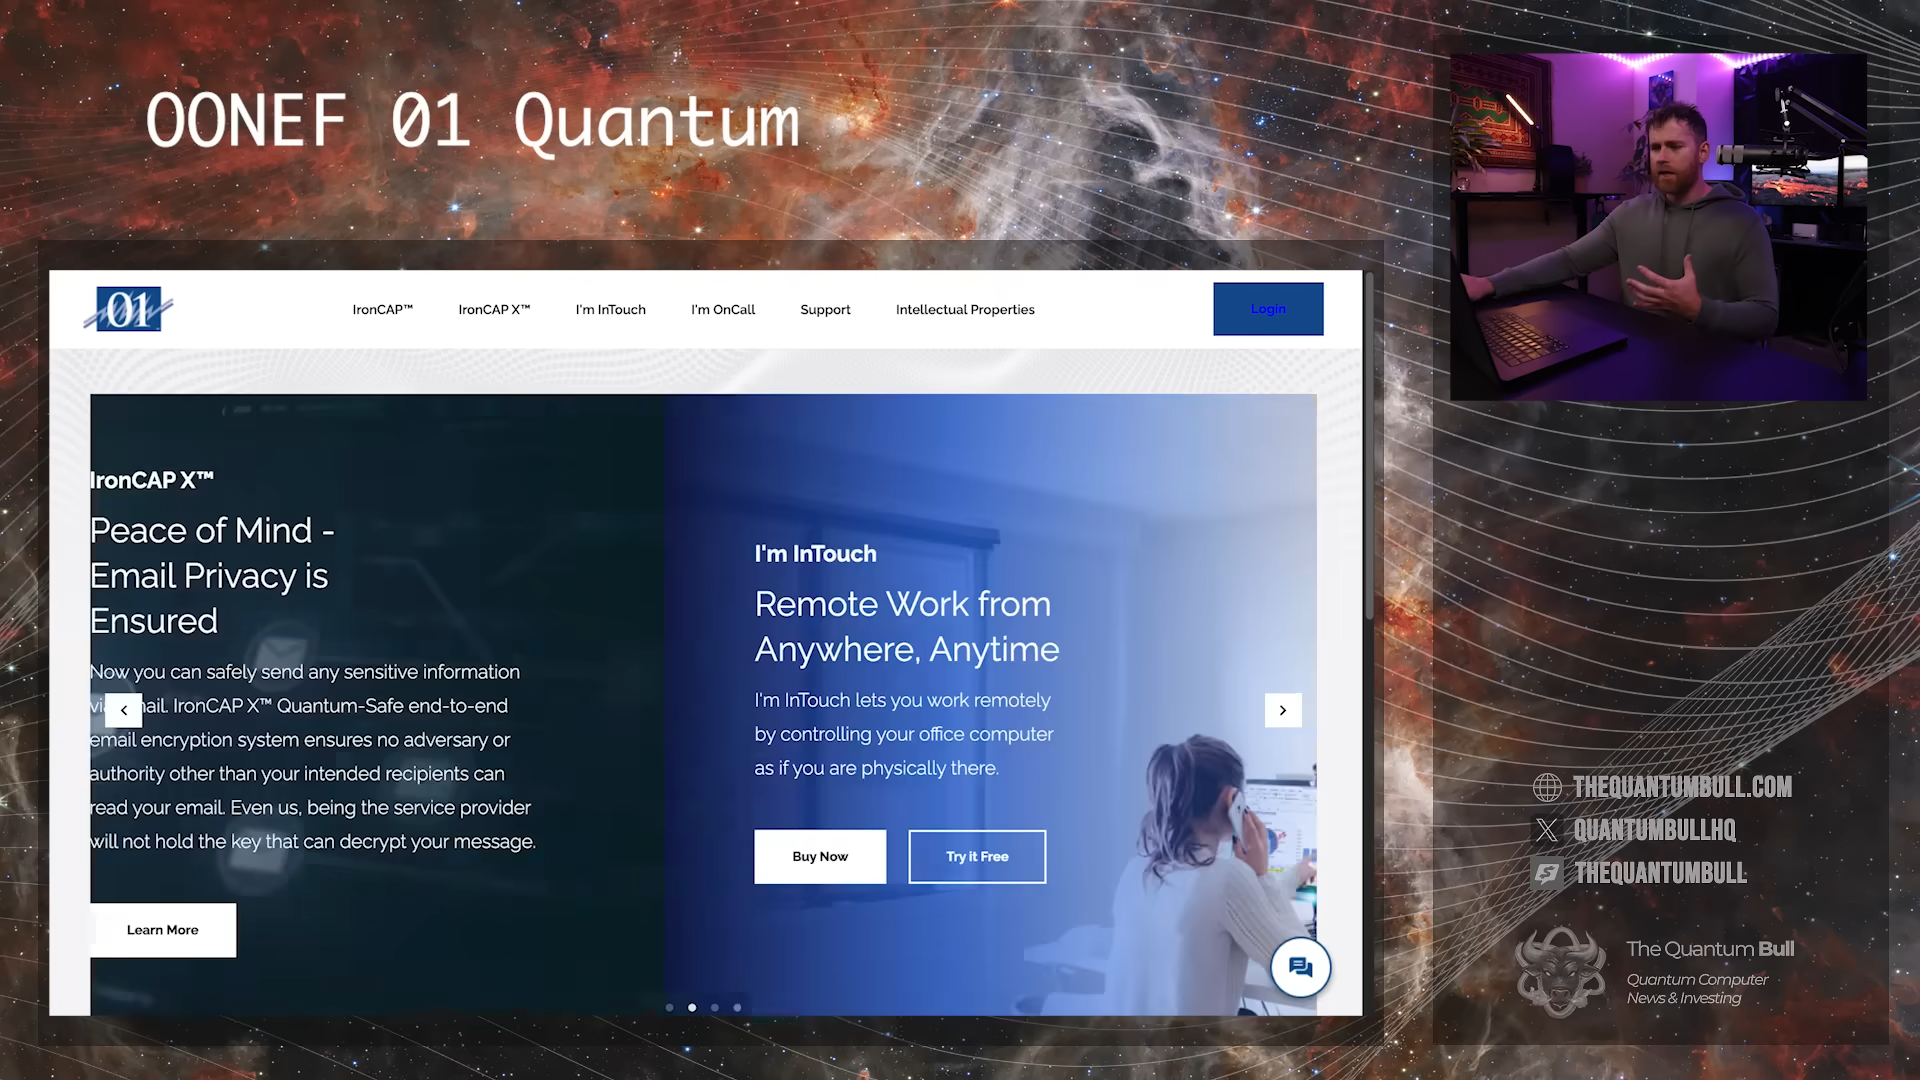 OONEF 01 Quantum
01
IronCAP™
IronCAP X™
I'm InTouch
I'm OnCall
Support
Intellectual Properties
Login
IronCAP X™
Peace of Mind -
Email Privacy is
Ensured
Now you can safely send any sensitive information
ail. IronCAP X™ Quantum-Safe end-to-end
email encryption system ensures no adversary or
authority other than your intended recipients can
read your email. Even us, being the service provider
will not hold the key that can decrypt your message.
Learn More
I'm InTouch
Remote Work from
Anywhere, Anytime
I'm InTouch lets you work remotely
by controlling your office computer
as if you are physically there.
Buy Now
Try it Free
THEQUANTUMBULL.COM
QUANTUMBULLHQ
THEQUANTUMBULL
The Quantum Bull
Quantum Computer
News & Investing